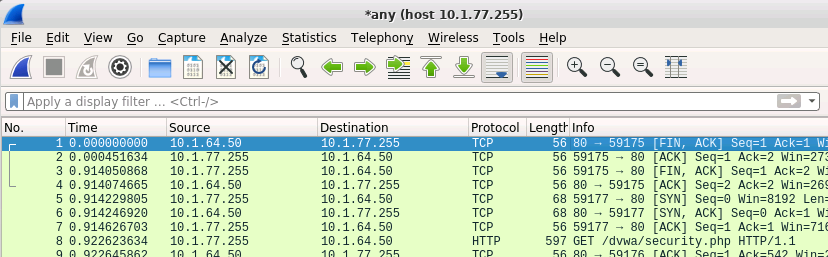 *any (host 10.1.77.255)
File Edit View Go Capture Analyze Statistics Telephony Wireless Tools Help
Apply a display filter ... <Ctrl-/>
No. Time Source Destination Protocol Length Info
1 0.000000000 10.1.64.50 10.1.77.255 TCP 56 80 → 59175 [FIN, ACK] Seq=1 Ack=1 Wi
2 0.000451634 10.1.77.255 10.1.64.50 TCP 56 59175 → 80 [ACK] Seq=1 Ack=2 Win=273
3 0.914050868 10.1.77.255 10.1.64.50 TCP 56 59175 → 80 [FIN, ACK] Seq=1 Ack=2 Wi
4 0.914074665 10.1.64.50 10.1.77.255 TCP 56 80 → 59175 [ACK] Seq=2 Ack=2 Win=269
5 0.914229805 10.1.77.255 10.1.64.50 TCP 68 59177 → 80 [SYN] Seq=0 Win=8192 Len=
6 0.914246920 10.1.64.50 10.1.77.255 TCP 68 80 → 59177 [SYN, ACK] Seq=0 Ack=1 Wi
7 0.914626703 10.1.77.255 10.1.64.50 TCP 56 59177 → 80 [ACK] Seq=1 Ack=1 Win=716
8 0.922623634 10.1.77.255 10.1.64.50 HTTP 597 GET /dvwa/security.php HTTP/1.1
9 0.922645862 10.1.64.50 10.1.77.255 TCP 56 80 → 59176 [ACK] Seq=1 Ack=542 Win=2